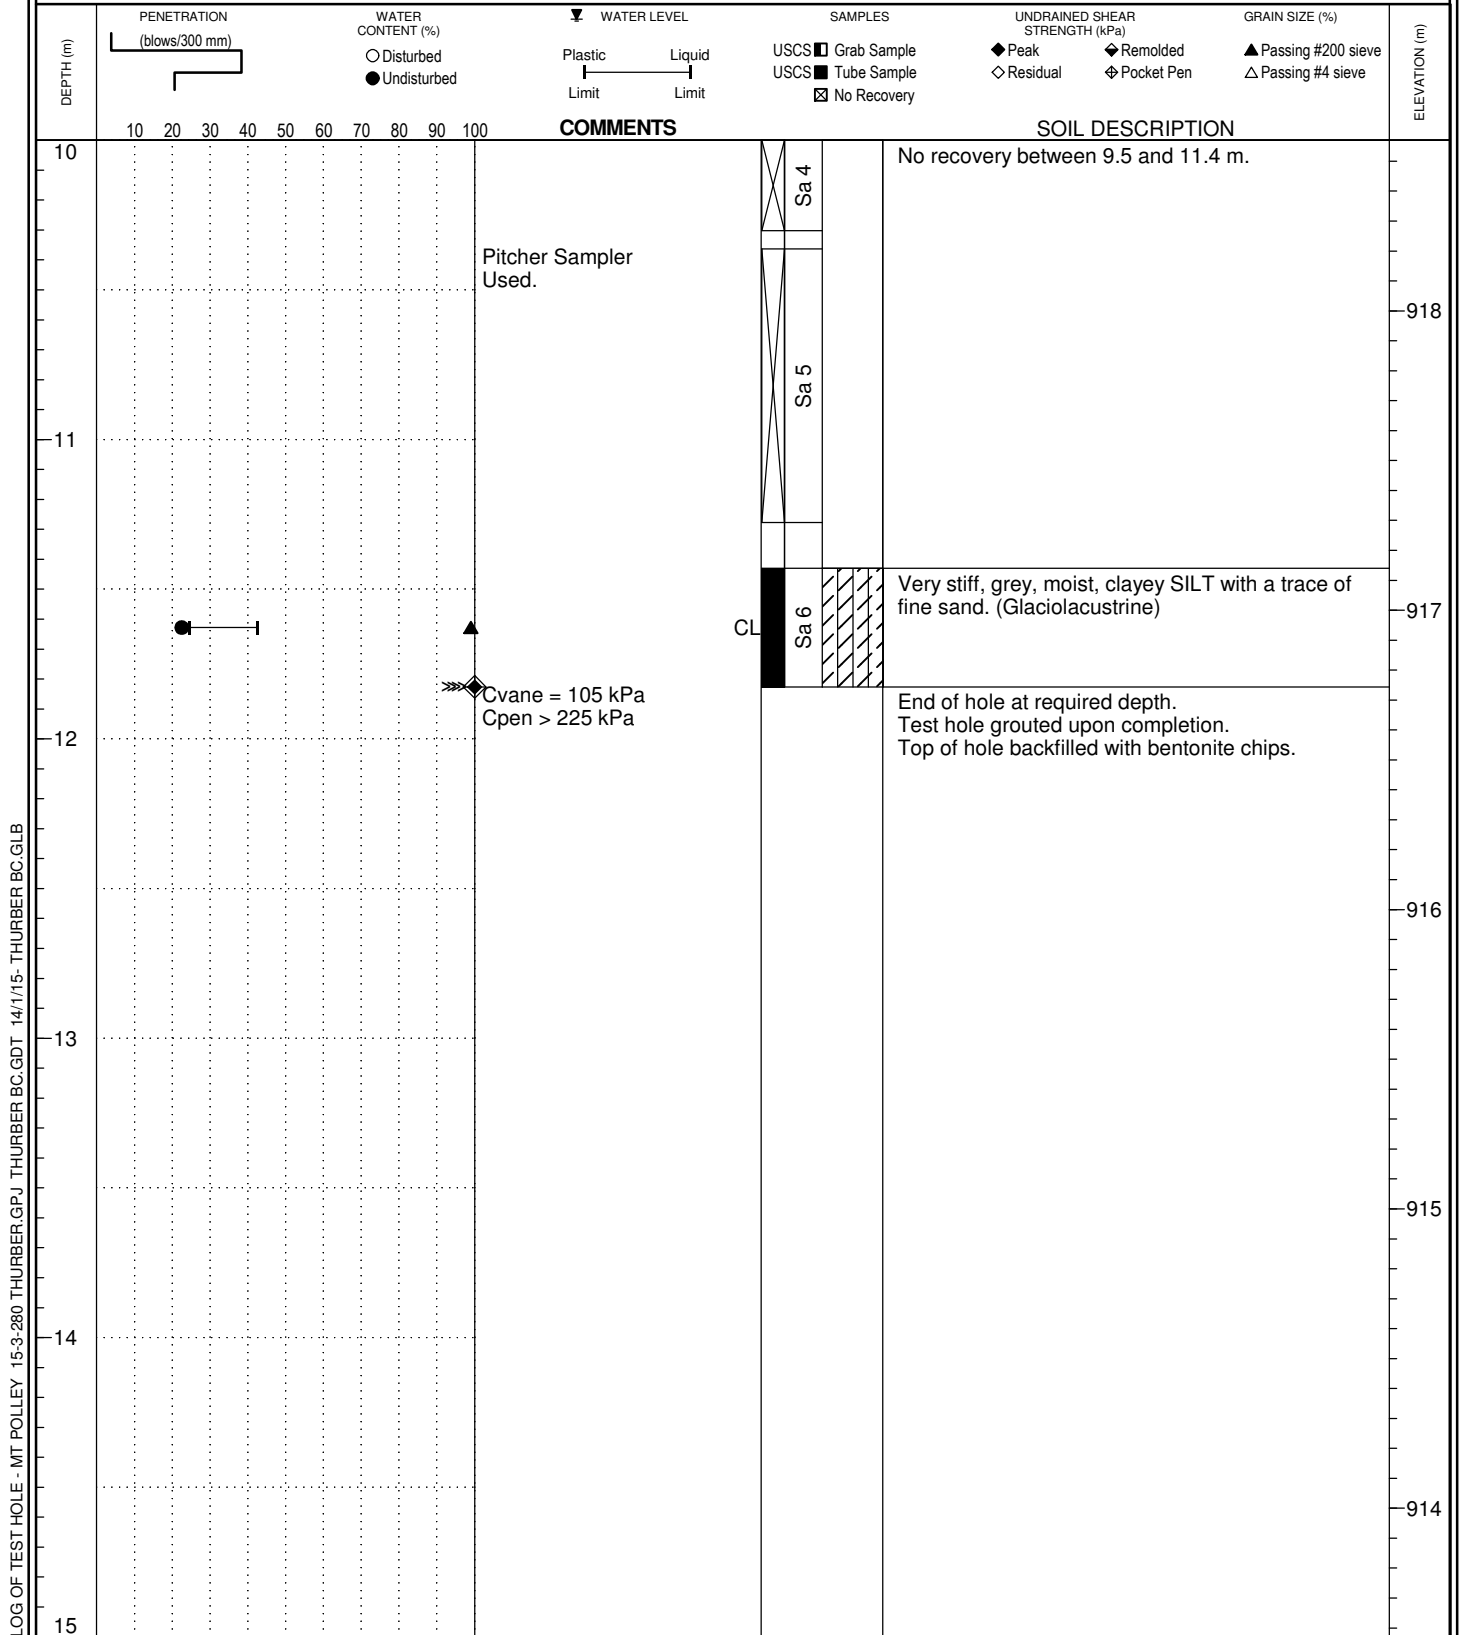 DEPTH (m)
PENETRATION
(blows/300 mm)
WATER
CONTENT (%)
Disturbed
Undisturbed
WATER LEVEL
Plastic Liquid
Limit Limit
SAMPLES
USCS Grab Sample
USCS Tube Sample
No Recovery
UNDRAINED SHEAR
STRENGTH (kPa)
Peak Remolded
Residual Pocket Pen
GRAIN SIZE (%)
Passing #200 sieve
Passing #4 sieve
ELEVATION (m)
10 20 30 40 50 60 70 80 90 100
COMMENTS
SOIL DESCRIPTION
10
Sa 4
No recovery between 9.5 and 11.4 m.
Pitcher Sampler
Used.
918
Sa 5
11
Very stiff, grey, moist, clayey SILT with a trace of
fine sand. (Glaciolacustrine)
917
CL
Sa 6
>>>>
Cvane = 105 kPa
Cpen > 225 kPa
End of hole at required depth.
Test hole grouted upon completion.
Top of hole backfilled with bentonite chips.
12
916
13
915
14
914
15
LOG OF TEST HOLE - MT POLLEY 15-3-280 THURBER.GPJ THURBER BC.GDT 14/1/15- THURBER BC.GLB